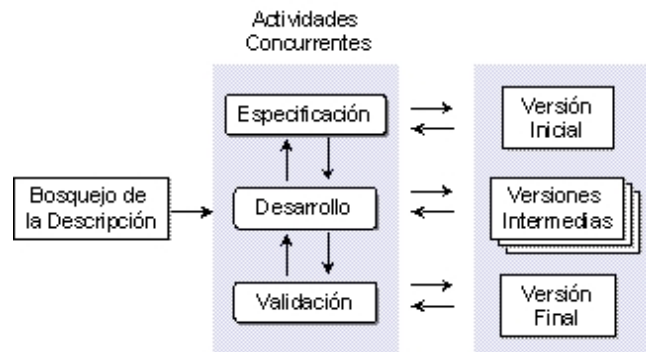 Actividades
Concurrentes
Especificación
Versión
Inicial
Bosquejo de
la Descripción
Desarrollo
Versiones
Intermedias
Validación
Versión
Final